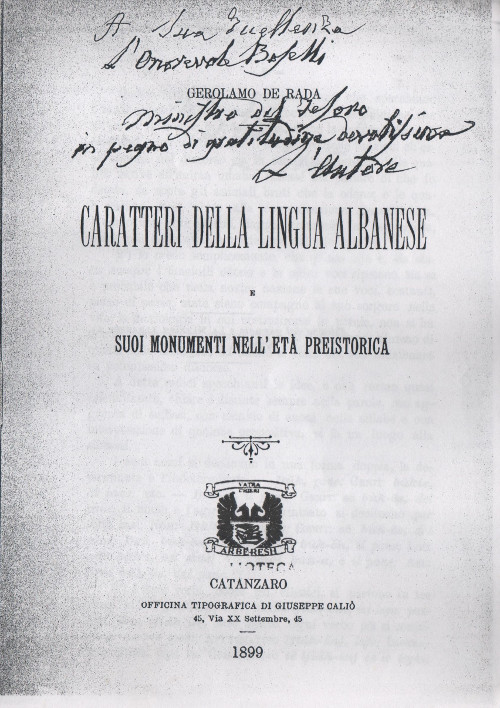 A Sua Eccellenza
L'Onorevole Boselli
GEROLAMO DE RADA
Ministro del Tesoro
in pegno di gratitudine devotissima
L'Autore
CARATTERI DELLA LINGUA ALBANESE
E
SUOI MONUMENTI NELL'ETÀ PREISTORICA
VATRA
ARBERESH
CATANZARO
OFFICINA TIPOGRAFICA DI GIUSEPPE CALIÒ
45, Via XX Settembre, 45
1899